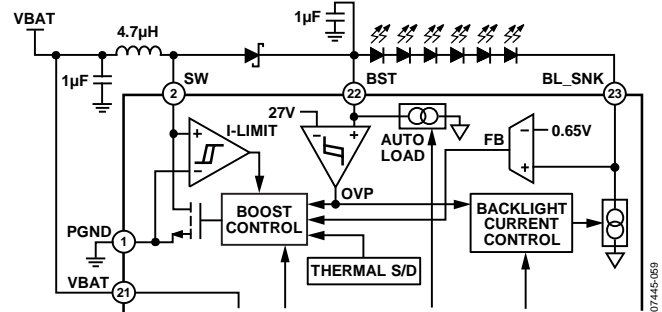 VBAT
1µF
4.7µH
1µF
SW
2
BST
22
BL_SNK
23
27V
I-LIMIT
+
–
–
+
AUTO
LOAD
FB
–
0.65V
+
OVP
BOOST
CONTROL
BACKLIGHT
CURRENT
CONTROL
PGND
1
THERMAL S/D
VBAT
21
07445-059